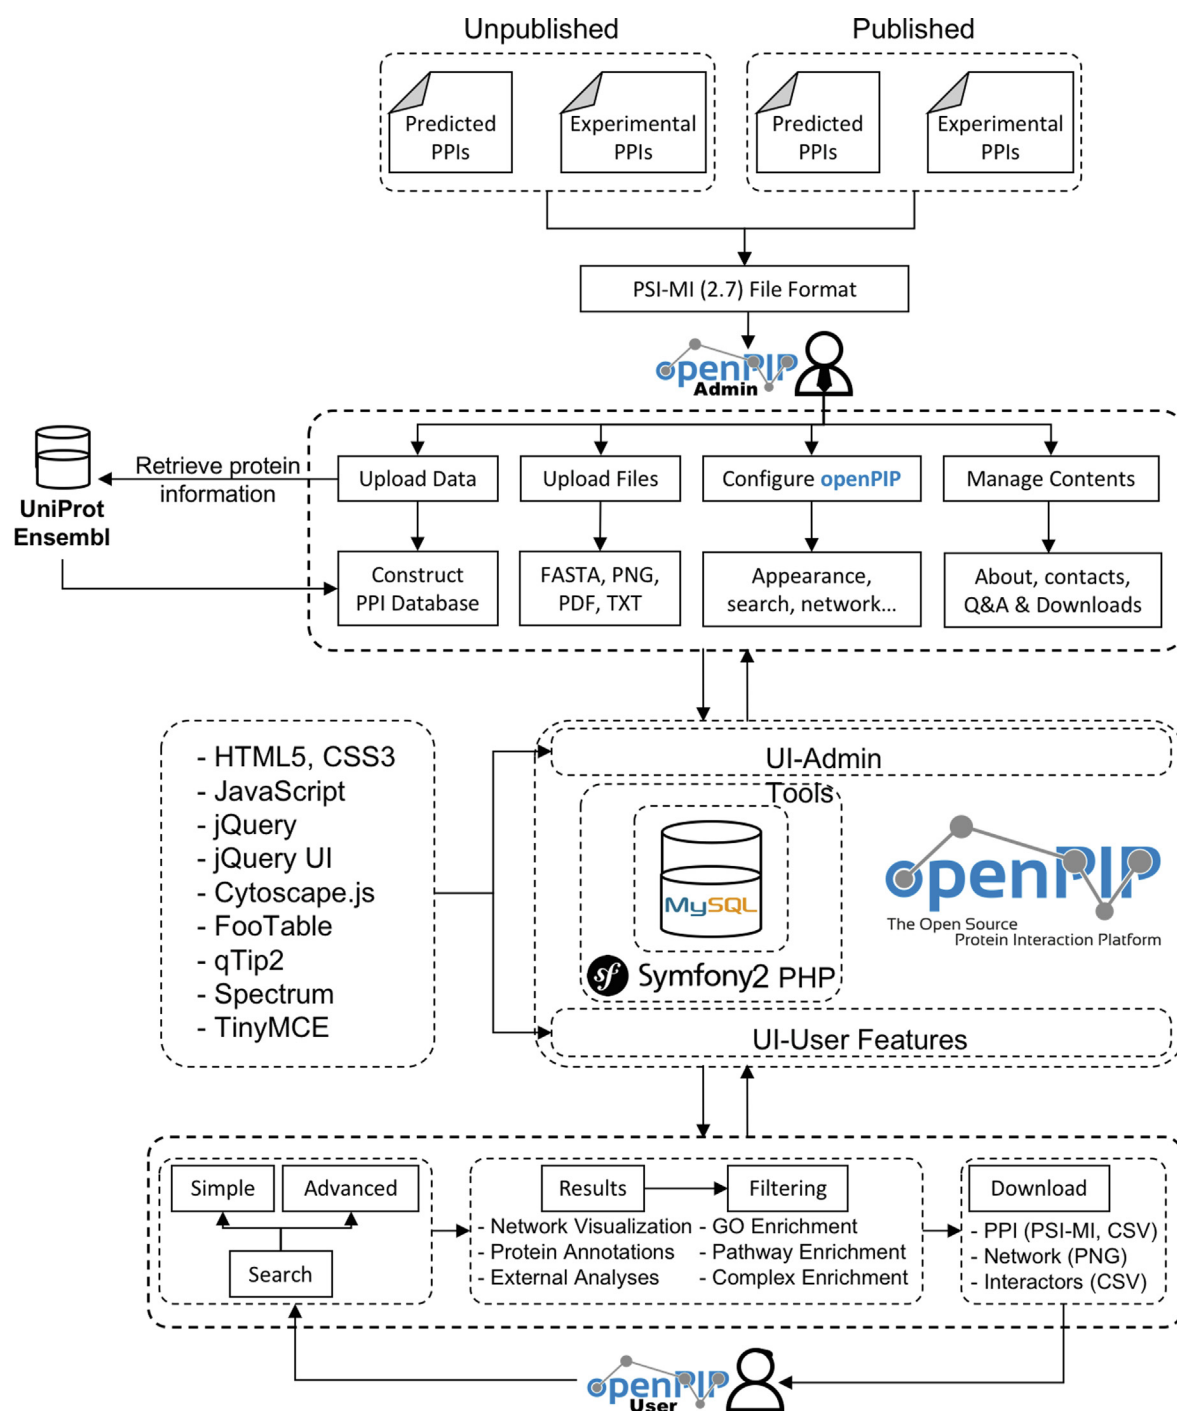 Unpublished
Published
Predicted
PPIs
Experimental
PPIs
Predicted
PPIs
Experimental
PPIs
PSI-MI (2.7) File Format
openPIP
Admin
Retrieve protein
information
UniProt
Ensembl
Upload Data
Upload Files
Configure openPIP
Manage Contents
Construct
PPI Database
FASTA, PNG,
PDF, TXT
Appearance,
search, network...
About, contacts,
Q&A & Downloads
- HTML5, CSS3
- JavaScript
- jQuery
- jQuery UI
- Cytoscape.js
- FooTable
- qTip2
- Spectrum
- TinyMCE
UI-Admin
Tools
MySQL
sf Symfony2 PHP
openPIP
The Open Source
Protein Interaction Platform
UI-User Features
Simple
Advanced
Search
Results
Filtering
- Network Visualization
- Protein Annotations
- External Analyses
- GO Enrichment
- Pathway Enrichment
- Complex Enrichment
Download
- PPI (PSI-MI, CSV)
- Network (PNG)
- Interactors (CSV)
openPIP
User